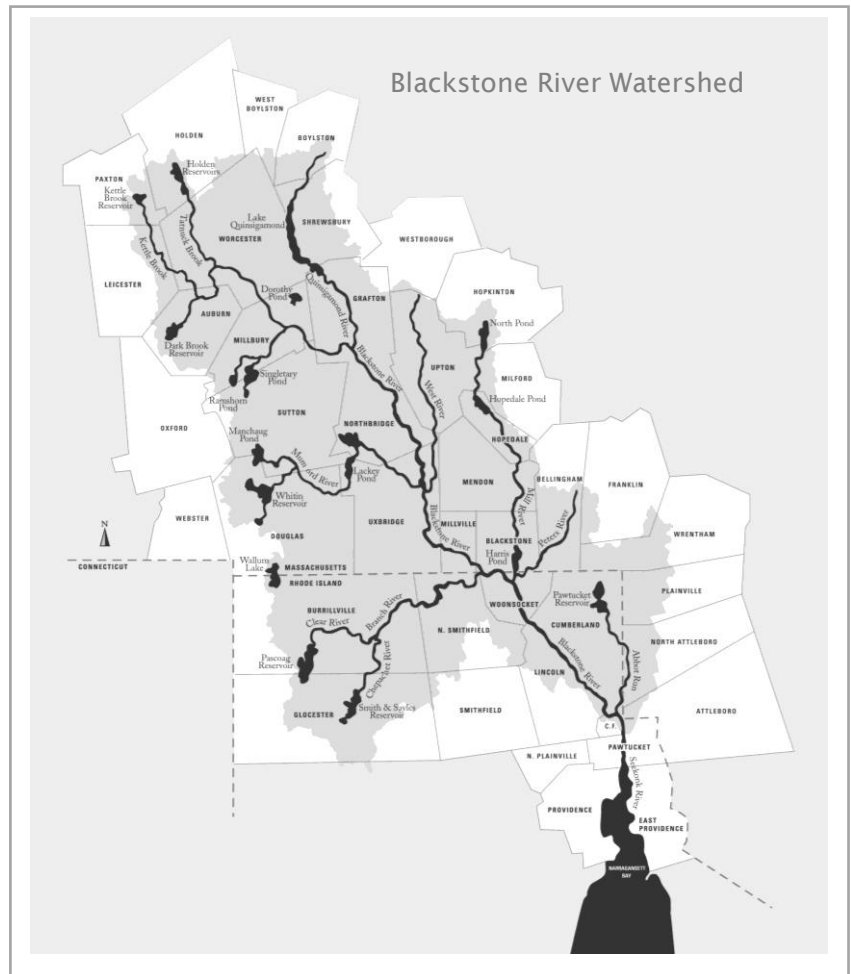 Blackstone River Watershed
WEST
BOYLSTON
HOLDEN
BOYLSTON
PAXTON
Holden
Reservoirs
Kettle
Brook
Reservoir
Lake
Quinsigamond
SHREWSBURY
Tatnuck Brook
WORCESTER
WESTBOROUGH
Kettle Brook
LEICESTER
Quinsigamond River
HOPKINTON
Dorothy
Pond
GRAFTON
AUBURN
North Pond
MILLBURY
Dark Brook
Reservoir
Blackstone River
UPTON
West River
MILFORD
Singletary
Pond
Ramshorn
Pond
Hopedale Pond
SUTTON
OXFORD
NORTHBRIDGE
Manchaug
Pond
HOPEDALE
Mumford River
Lackey
Pond
MENDON
BELLINGHAM
FRANKLIN
Whitin
Reservoir
Mill River
WEBSTER
UXBRIDGE
MILLVILLE
Blackstone River
Peters River
N
DOUGLAS
BLACKSTONE
WRENTHAM
Harris
Pond
Wallum
Lake
CONNECTICUT
MASSACHUSETTS
RHODE ISLAND
PLAINVILLE
Pawtucket
Reservoir
BURRILLVILLE
Branch River
WOONSOCKET
Clear River
CUMBERLAND
N. SMITHFIELD
NORTH ATTLEBORO
Pascoag
Reservoir
Chepachet River
Blackstone River
Abbot Run
LINCOLN
GLOCESTER
Smith & Sayles
Reservoir
SMITHFIELD
ATTLEBORO
C.F.
PAWTUCKET
N. PLAINVILLE
Seekonk River
PROVIDENCE
EAST
PROVIDENCE
NARRAGANSETT
BAY